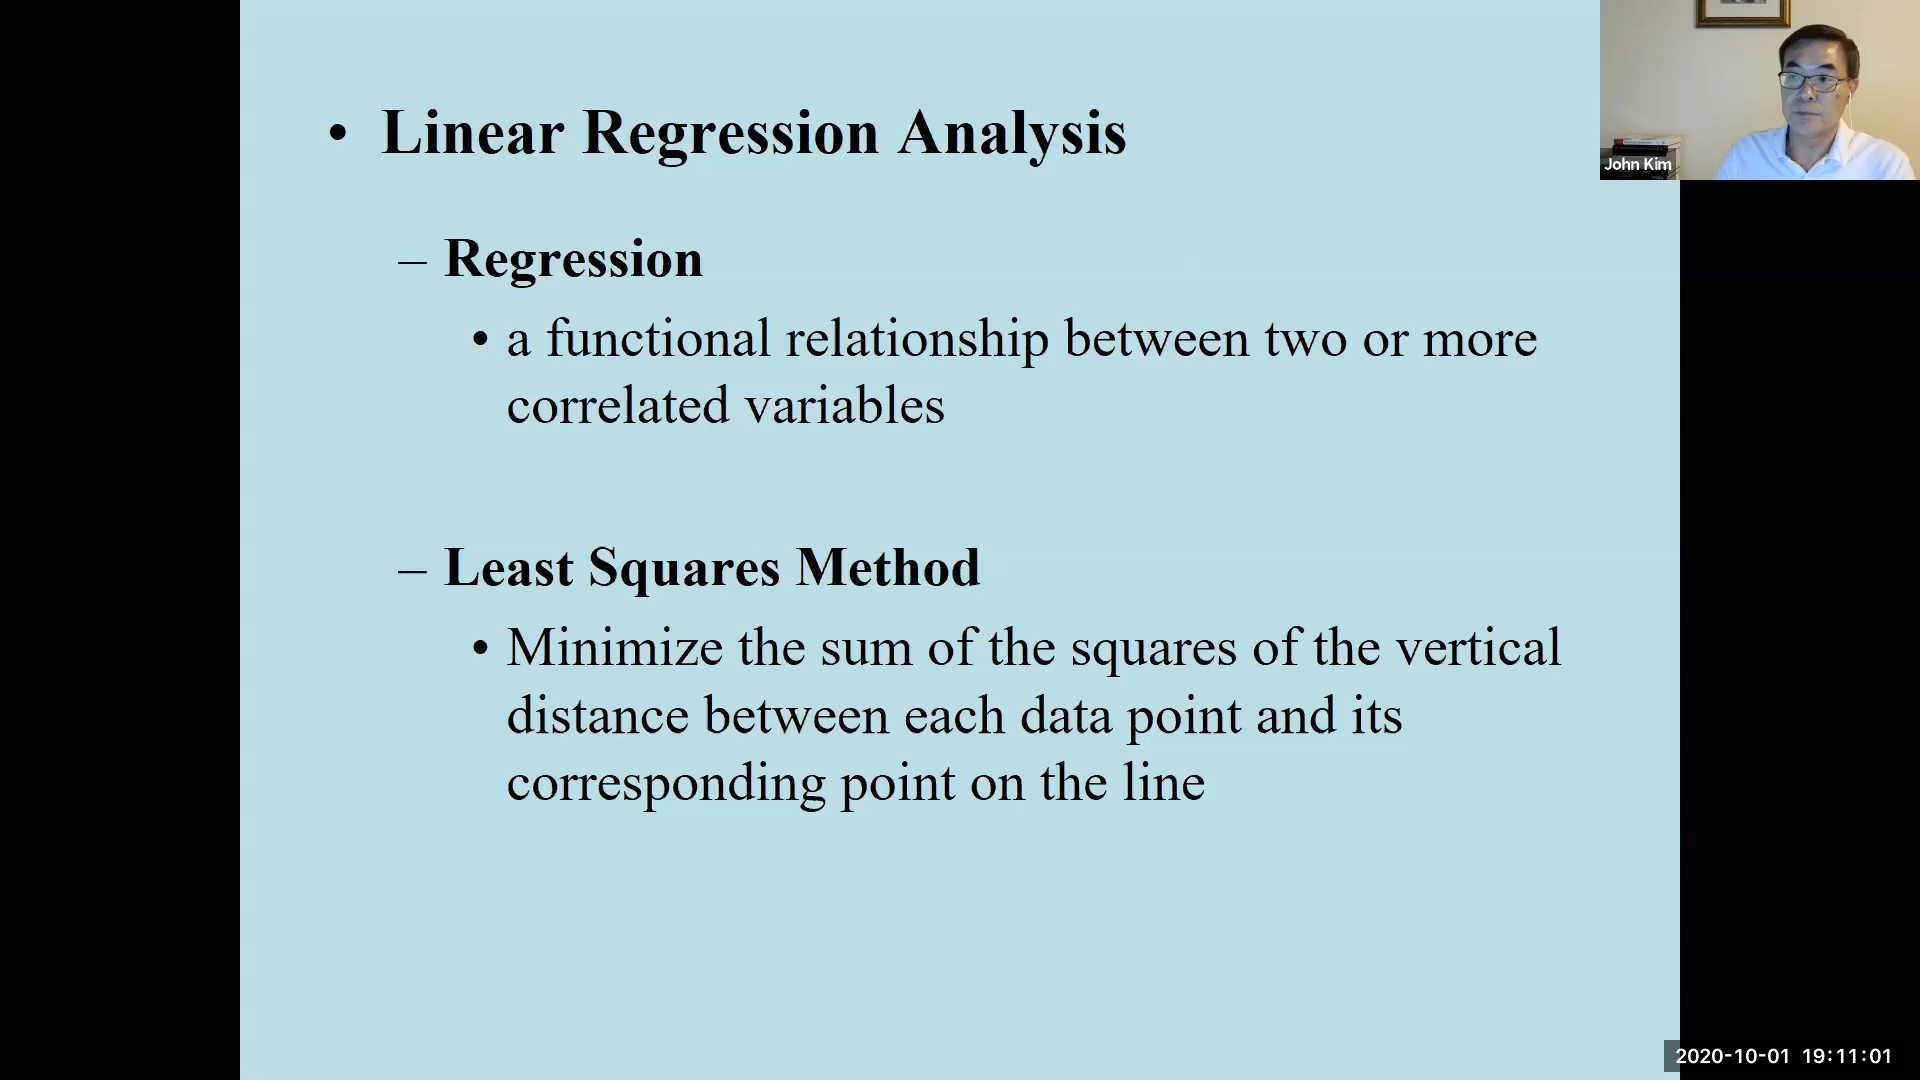 • Linear Regression Analysis
– Regression
• a functional relationship between two or more
correlated variables
– Least Squares Method
• Minimize the sum of the squares of the vertical
distance between each data point and its
corresponding point on the line
John Kim
2020-10-01 19:11:01